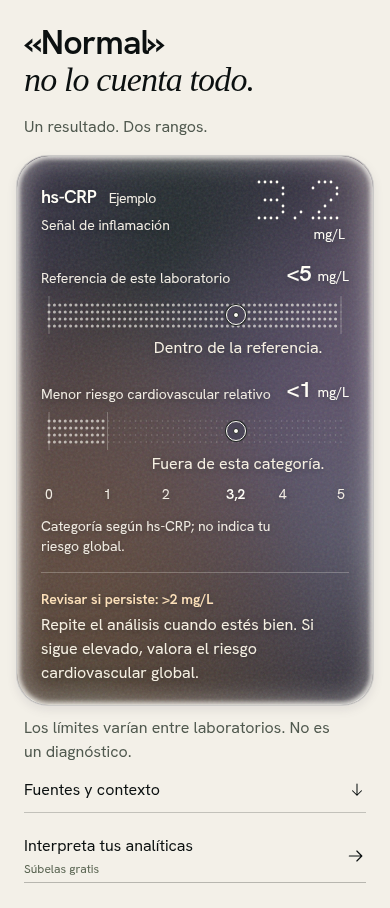 «Normal»
no lo cuenta todo.
Un resultado. Dos rangos.
hs-CRP Ejemplo
3,2
Señal de inflamación
mg/L
Referencia de este laboratorio <5 mg/L
Dentro de la referencia.
Menor riesgo cardiovascular relativo <1 mg/L
Fuera de esta categoría.
0 1 2 3,2 4 5
Categoría según hs-CRP; no indica tu
riesgo global.
Revisar si persiste: >2 mg/L
Repite el análisis cuando estés bien. Si
sigue elevado, valora el riesgo
cardiovascular global.
Los límites varían entre laboratorios. No es
un diagnóstico.
Fuentes y contexto ↓
Interpreta tus analíticas →
Súbelas gratis